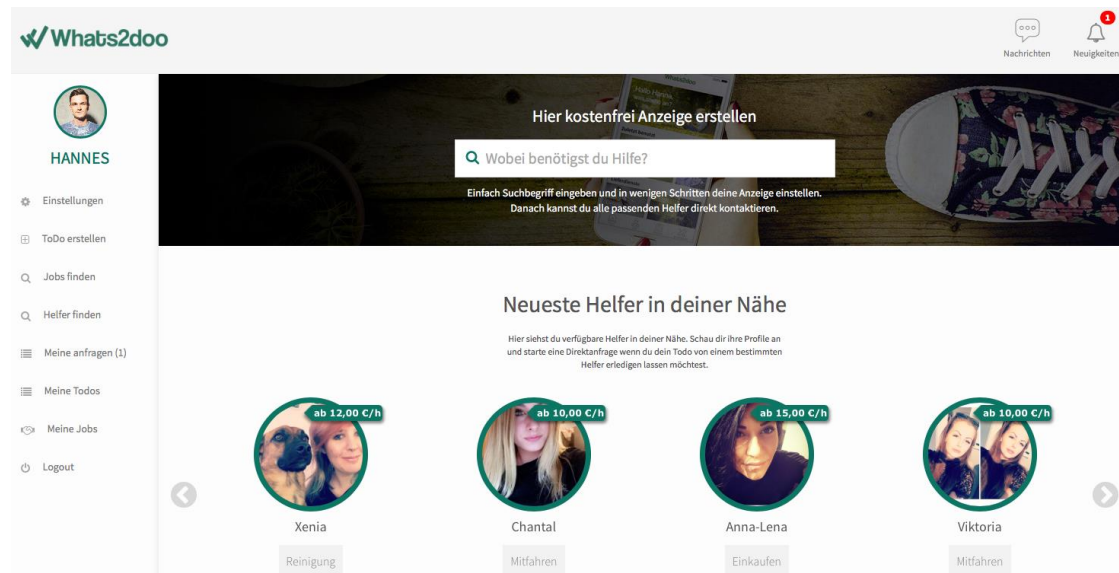 Whats2doo
1
Nachrichten
Neuigkeiten
HANNES
Einstellungen
ToDo erstellen
Jobs finden
Helfer finden
Meine anfragen (1)
Meine Todos
Meine Jobs
Logout
Hier kostenfrei Anzeige erstellen
Wobei benötigst du Hilfe?
Einfach Suchbegriff eingeben und in wenigen Schritten deine Anzeige einstellen.
Danach kannst du alle passenden Helfer direkt kontaktieren.
Neueste Helfer in deiner Nähe
Hier siehst du verfügbare Helfer in deiner Nähe. Schau dir ihre Profile an
und starte eine Direktanfrage wenn du dein Todo von einem bestimmten
Helfer erledigen lassen möchtest.
ab 12,00 €/h
Xenia
Reinigung
ab 10,00 €/h
Chantal
Mitfahren
ab 15,00 €/h
Anna-Lena
Einkaufen
ab 10,00 €/h
Viktoria
Mitfahren